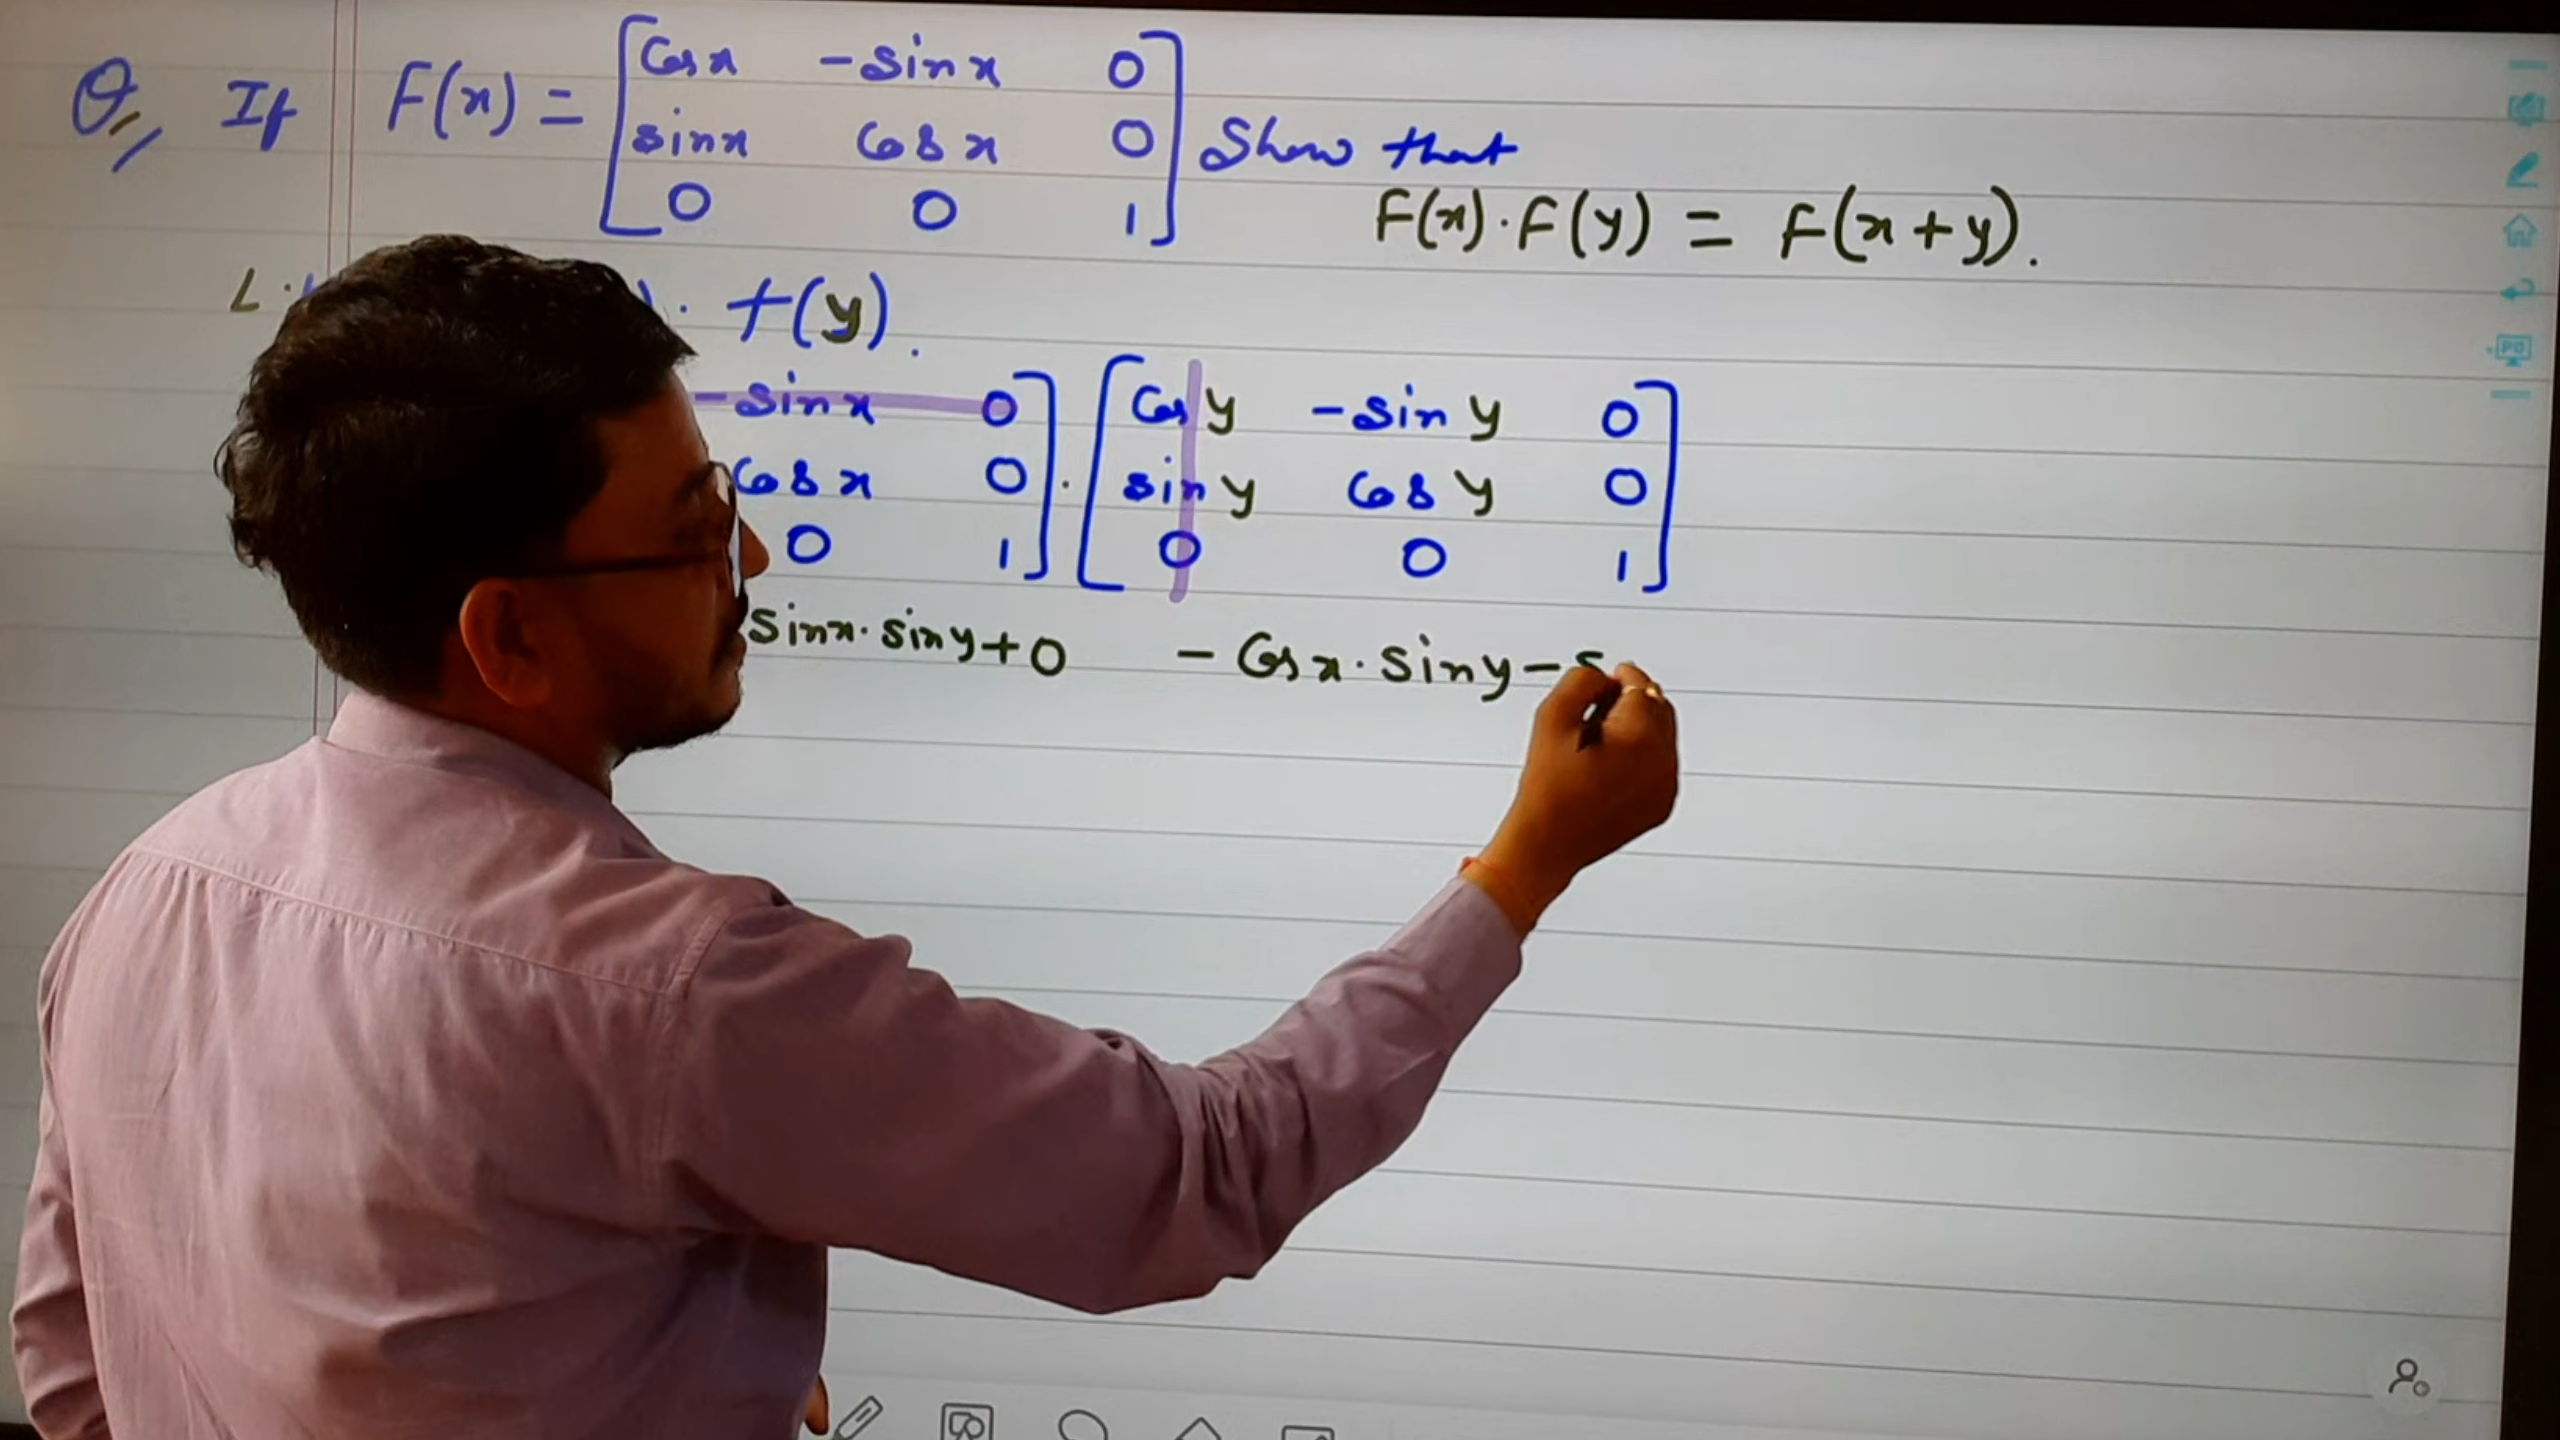 Q, If F(x) = [cos x -sin x 0
sin x cos x 0
0 0 1] Show that
F(x)·F(y) = F(x+y).
L · F(y).
-sin x 0] · [cos y -sin y 0
cos x 0 sin y cos y 0
0 1] [0 0 1]
sin x · sin y + 0 - cos x · sin y - s
PD